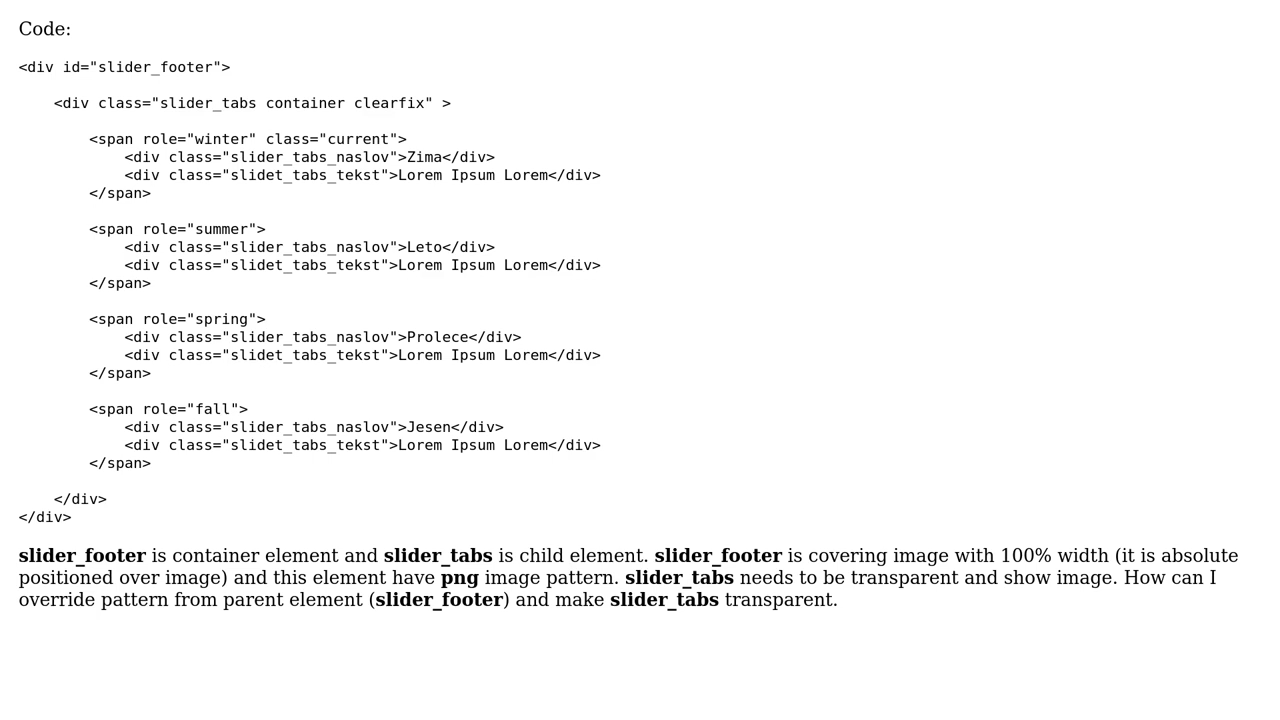 Code:
<div id="slider_footer">
<div class="slider_tabs container clearfix" >
<span role="winter" class="current">
<div class="slider_tabs_naslov">Zima</div>
<div class="slidet_tabs_tekst">Lorem Ipsum Lorem</div>
</span>
<span role="summer">
<div class="slider_tabs_naslov">Leto</div>
<div class="slidet_tabs_tekst">Lorem Ipsum Lorem</div>
</span>
<span role="spring">
<div class="slider_tabs_naslov">Prolece</div>
<div class="slidet_tabs_tekst">Lorem Ipsum Lorem</div>
</span>
<span role="fall">
<div class="slider_tabs_naslov">Jesen</div>
<div class="slidet_tabs_tekst">Lorem Ipsum Lorem</div>
</span>
</div>
</div>
slider_footer is container element and slider_tabs is child element. slider_footer is covering image with 100% width (it is absolute
positioned over image) and this element have png image pattern. slider_tabs needs to be transparent and show image. How can I
override pattern from parent element (slider_footer) and make slider_tabs transparent.